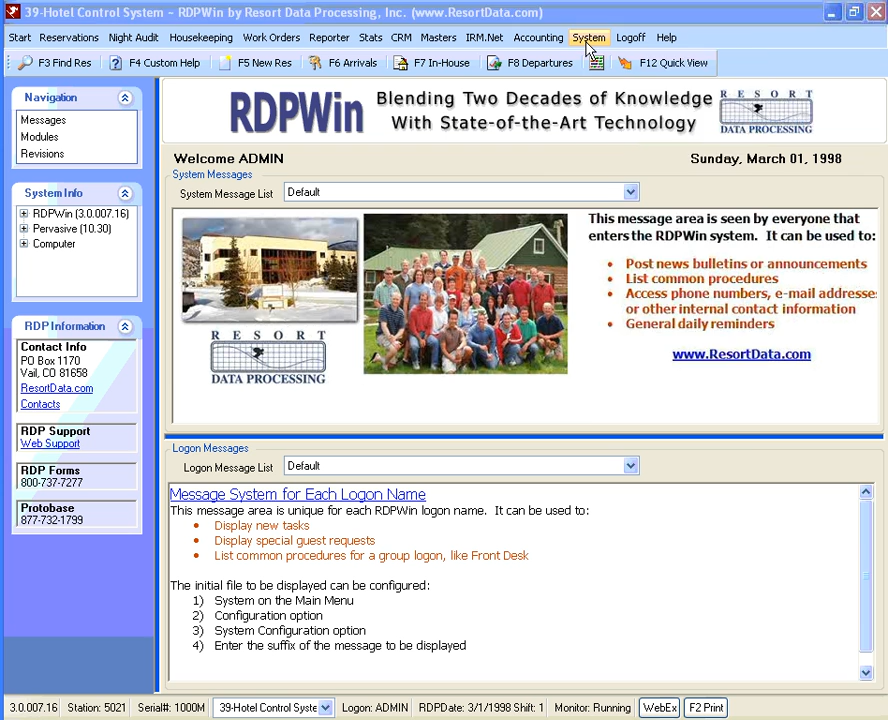 39-Hotel Control System - RDPWin by Resort Data Processing, Inc. (www.ResortData.com)
Start Reservations Night Audit Housekeeping Work Orders Reporter Stats CRM Masters IRM.Net Accounting System Logoff Help
F3 Find Res F4 Custom Help F5 New Res F6 Arrivals F7 In-House F8 Departures F12 Quick View
Navigation
Messages
Modules
Revisions
System Info
RDPWin (3.0.007.16)
Pervasive (10.30)
Computer
RDP Information
Contact Info
PO Box 1170
Vail, CO 81658
ResortData.com
Contacts
RDP Support
Web Support
RDP Forms
800-737-7277
Protobase
877-732-1799
RDPWin
Blending Two Decades of Knowledge
With State-of-the-Art Technology
RESORT
DATA PROCESSING
Welcome ADMIN
Sunday, March 01, 1998
System Messages
System Message List Default
RESORT
DATA PROCESSING
This message area is seen by everyone that
enters the RDPWin system. It can be used to:
• Post news bulletins or announcements
• List common procedures
• Access phone numbers, e-mail addresses
or other internal contact information
• General daily reminders
www.ResortData.com
Logon Messages
Logon Message List Default
Message System for Each Logon Name
This message area is unique for each RDPWin logon name. It can be used to:
• Display new tasks
• Display special guest requests
• List common procedures for a group logon, like Front Desk
The initial file to be displayed can be configured:
1) System on the Main Menu
2) Configuration option
3) System Configuration option
4) Enter the suffix of the message to be displayed
3.0.007.16 Station: 5021 Serial#: 1000M 39-Hotel Control Syste Logon: ADMIN RDPDate: 3/1/1998 Shift: 1 Monitor: Running WebEx F2 Print